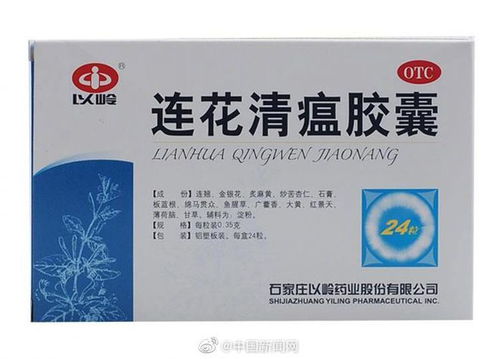 以岭
®
OTC
连花清瘟胶囊
LIANHUA QINGWEN JIAONANG
【成　份】连翘、金银花、炙麻黄、炒苦杏仁、石膏、
板蓝根、绵马贯众、鱼腥草、广藿香、大黄、红景天、
薄荷脑、甘草。辅料为：淀粉。
【规　格】每粒装0.35克
【包　装】铝塑板装。每盒24粒。
24粒
石家庄以岭药业股份有限公司
SHIJIAZHUANG YILING PHARMACEUTICAL INC.
@中国新闻网